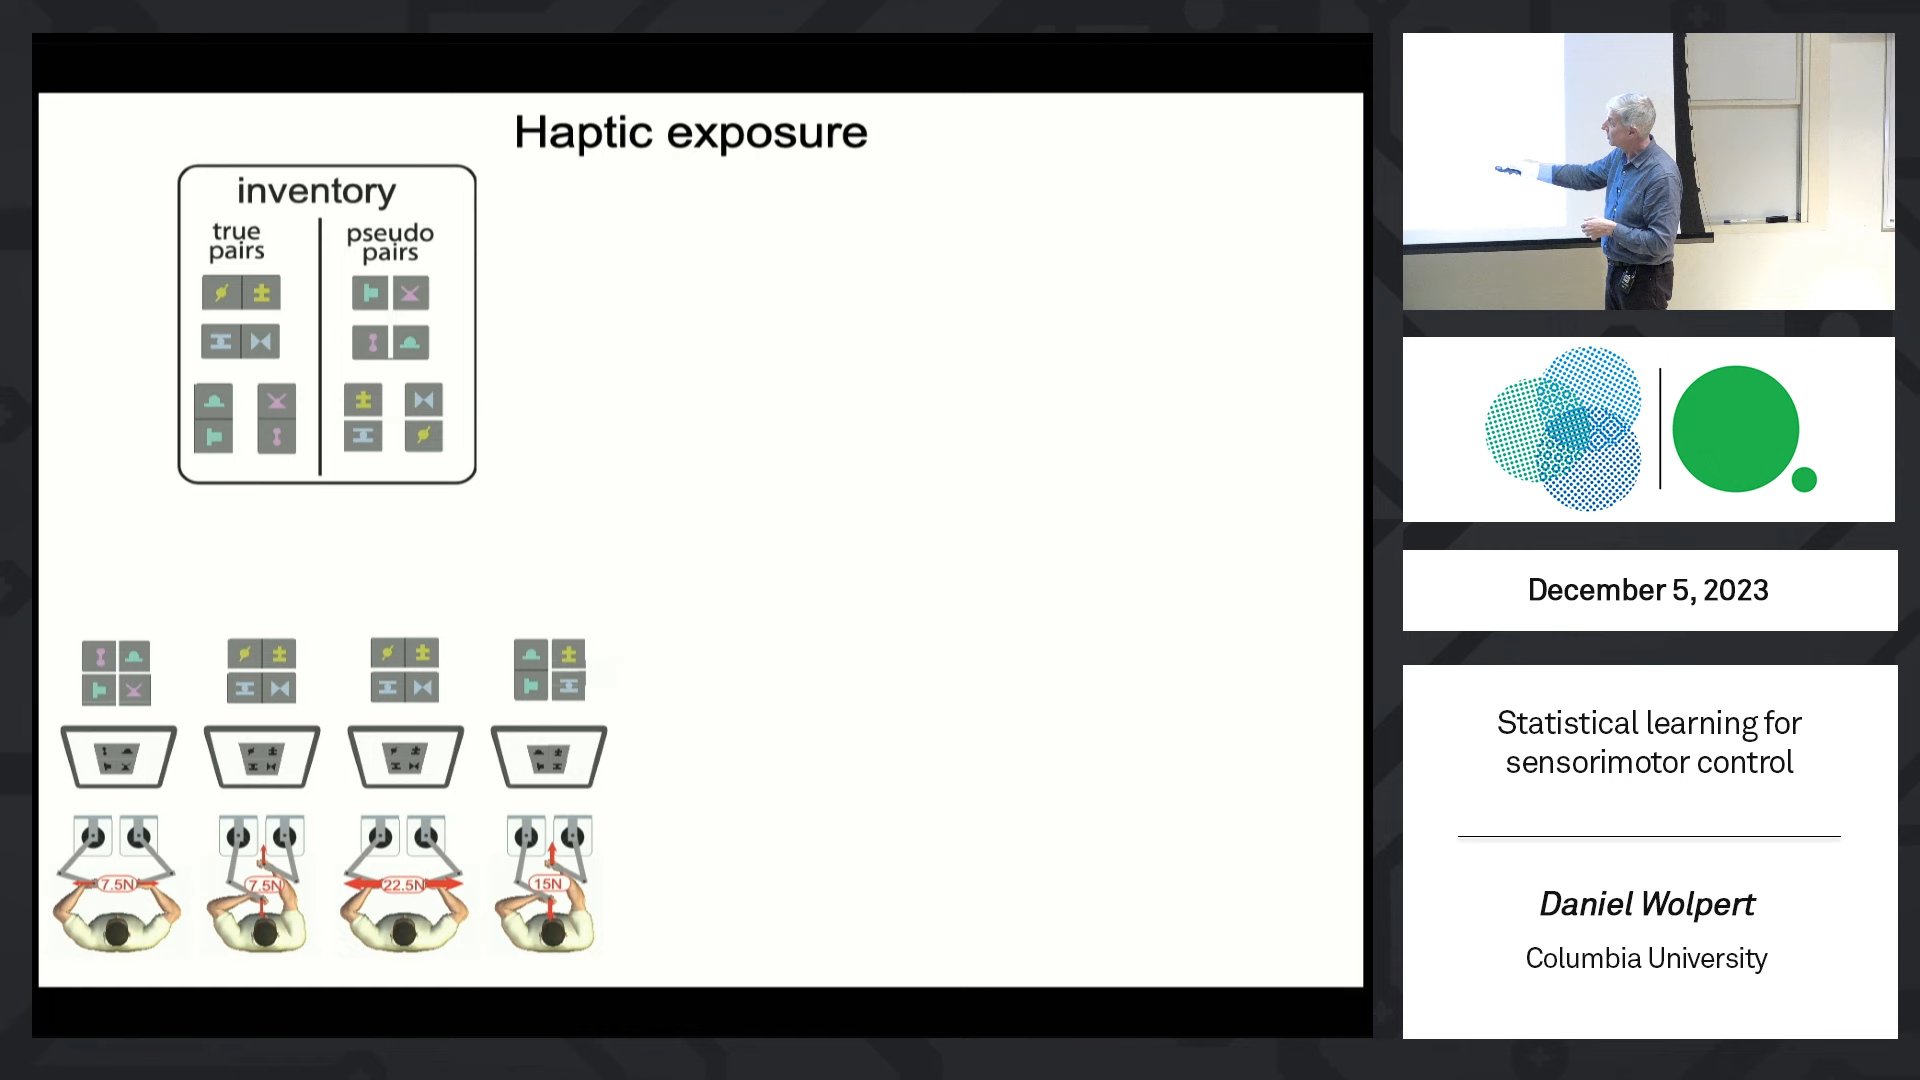 Haptic exposure
inventory
true
pairs
pseudo
pairs
7.5N
7.5N
22.5N
15N
December 5, 2023
Statistical learning for
sensorimotor control
Daniel Wolpert
Columbia University